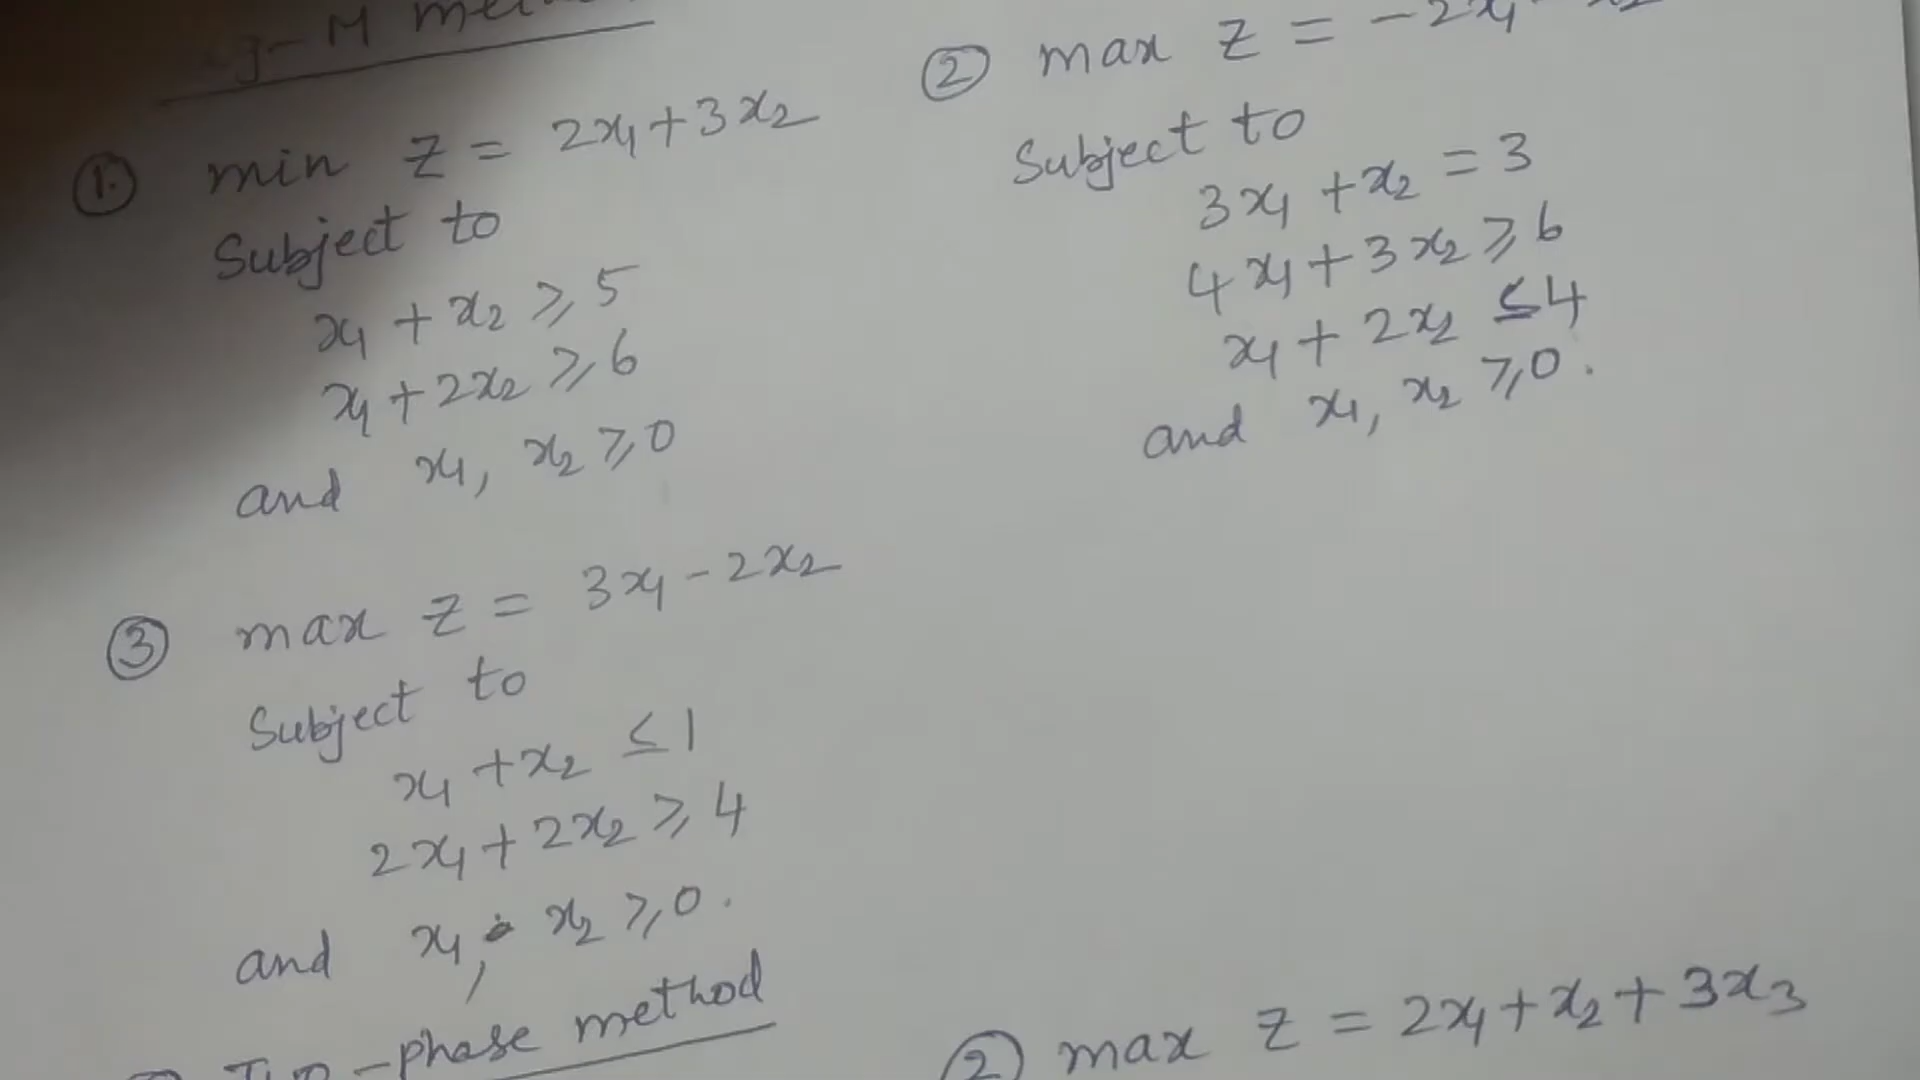 -M
① min z = 2x₁+3x₂
Subject to
x₁ + x₂ ≥ 5
x₁ + 2x₂ ≥ 6
and x₁, x₂ ≥ 0
② max z = -2x₁
Subject to
3x₁ + x₂ = 3
4x₁ + 3x₂ ≥ 6
x₁ + 2x₂ ≤ 4
and x₁, x₂ ≥ 0.
③ max z = 3x₁ - 2x₂
Subject to
x₁ + x₂ ≤ 1
2x₁ + 2x₂ ≥ 4
and x₁, x₂ ≥ 0.
Two-phase method
② max z = 2x₁ + x₂ + 3x₃